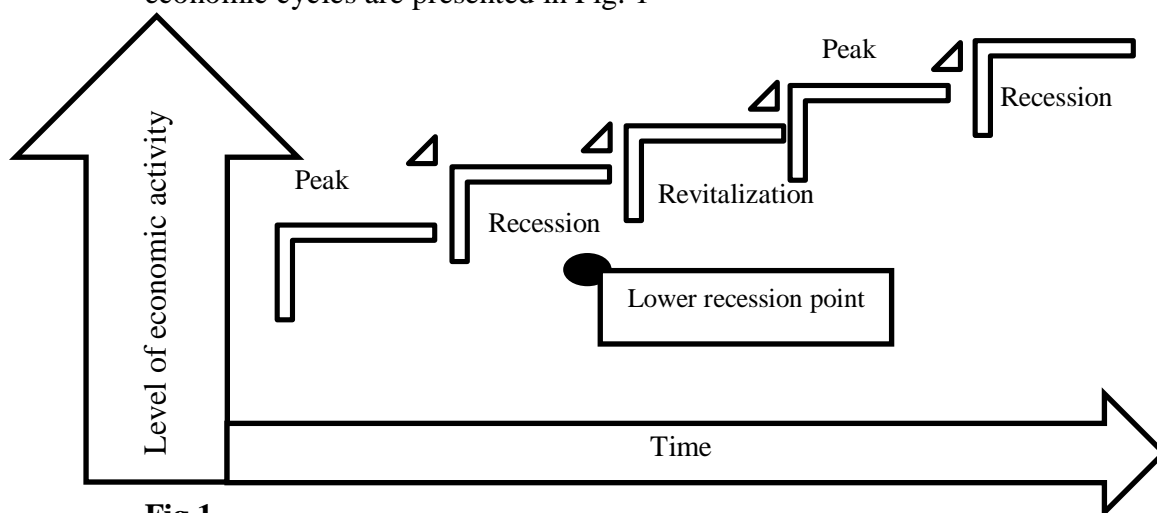 economic cycles are presented in Fig. 1
Peak
Recession
Peak
Revitalization
Recession
Lower recession point
Level of economic activity
Time
Fig.1